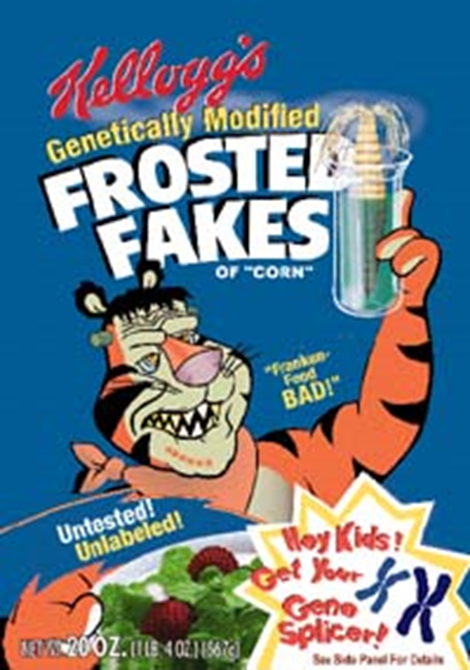 Kellogg's
Genetically Modified
FROSTED
FAKES
OF "CORN"
"Franken-
Food
BAD!"
Untested!
Unlabeled!
Hey Kids!
Get Your
Gene
Splicer!
See Side Panel For Details
NET WT. 20 OZ. (1 LB. 4 OZ.) (567g)